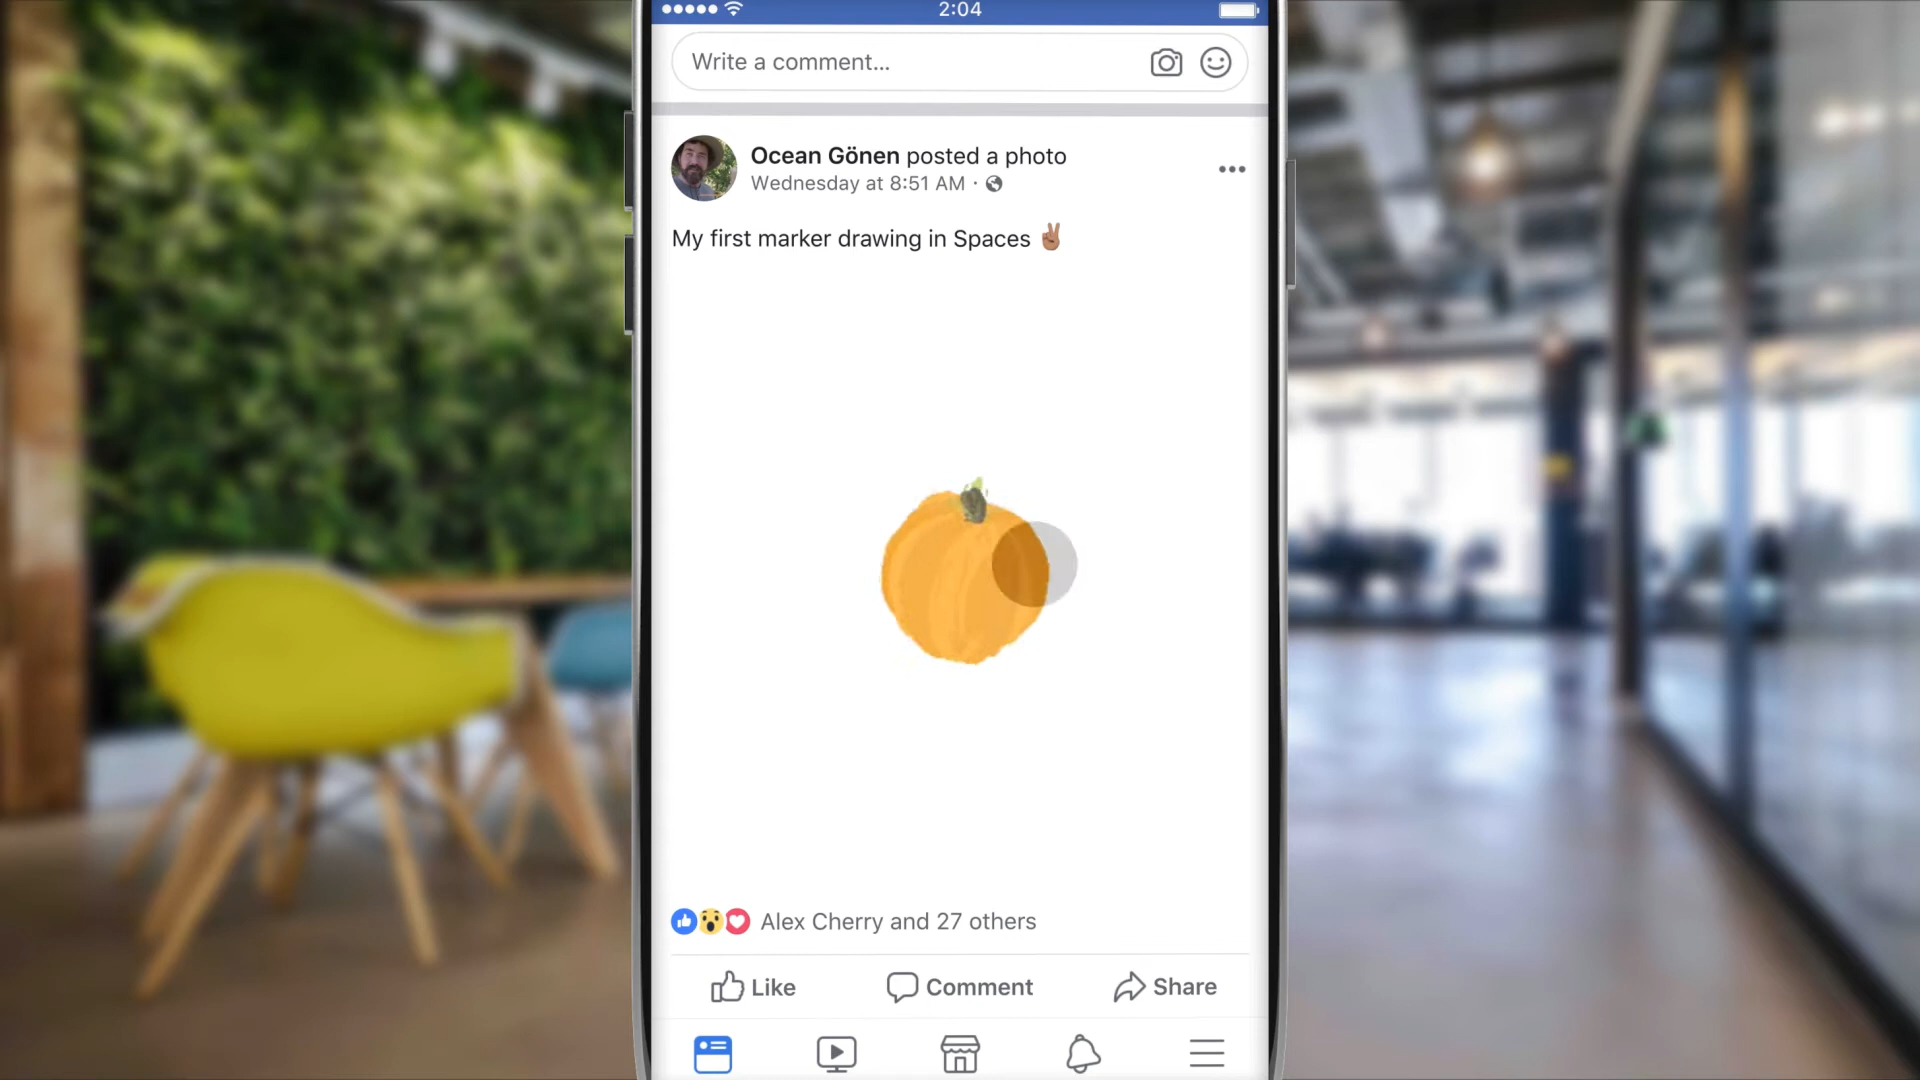 2:04
Write a comment...
Ocean Gönen posted a photo
Wednesday at 8:51 AM ·
My first marker drawing in Spaces ✌🏽
Alex Cherry and 27 others
Like Comment Share